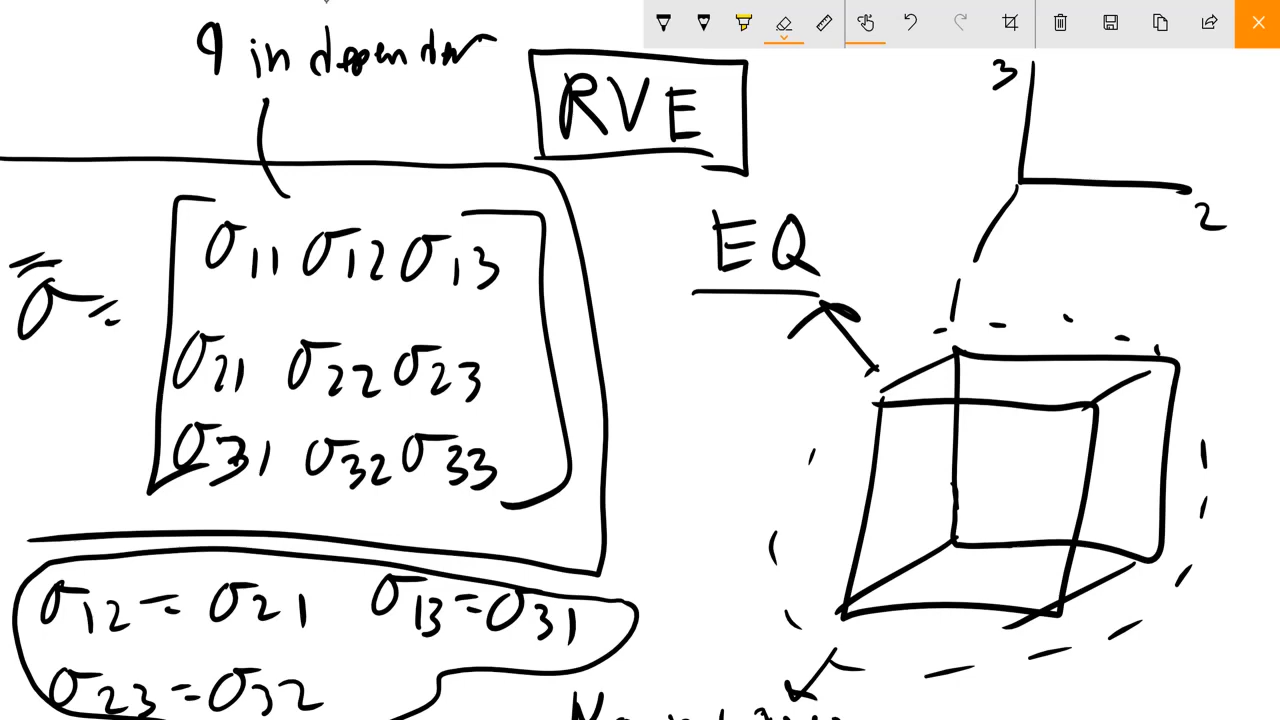 9 independent
RVE
3
2
EQ
σ11 σ12 σ13
σ σ21 σ22 σ23
σ31 σ32 σ33
σ12 = σ21 σ13 = σ31
σ23 = σ32